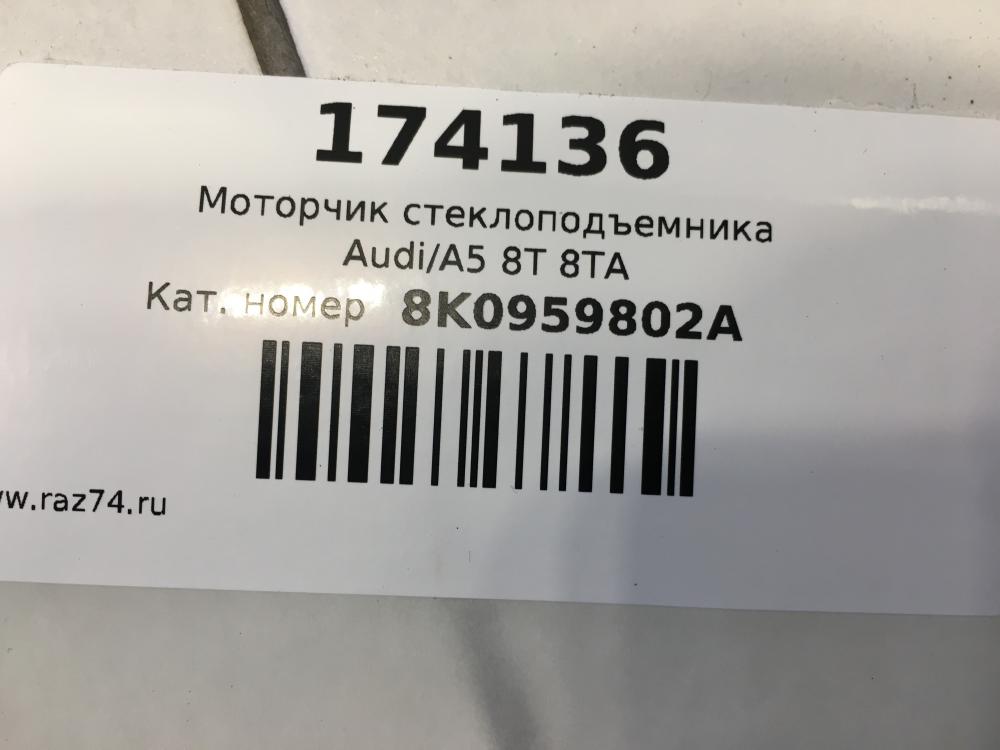 174136
Моторчик стеклоподъемника
Audi/A5 8T 8TA
Кат. номер 8K0959802A
w.raz74.ru